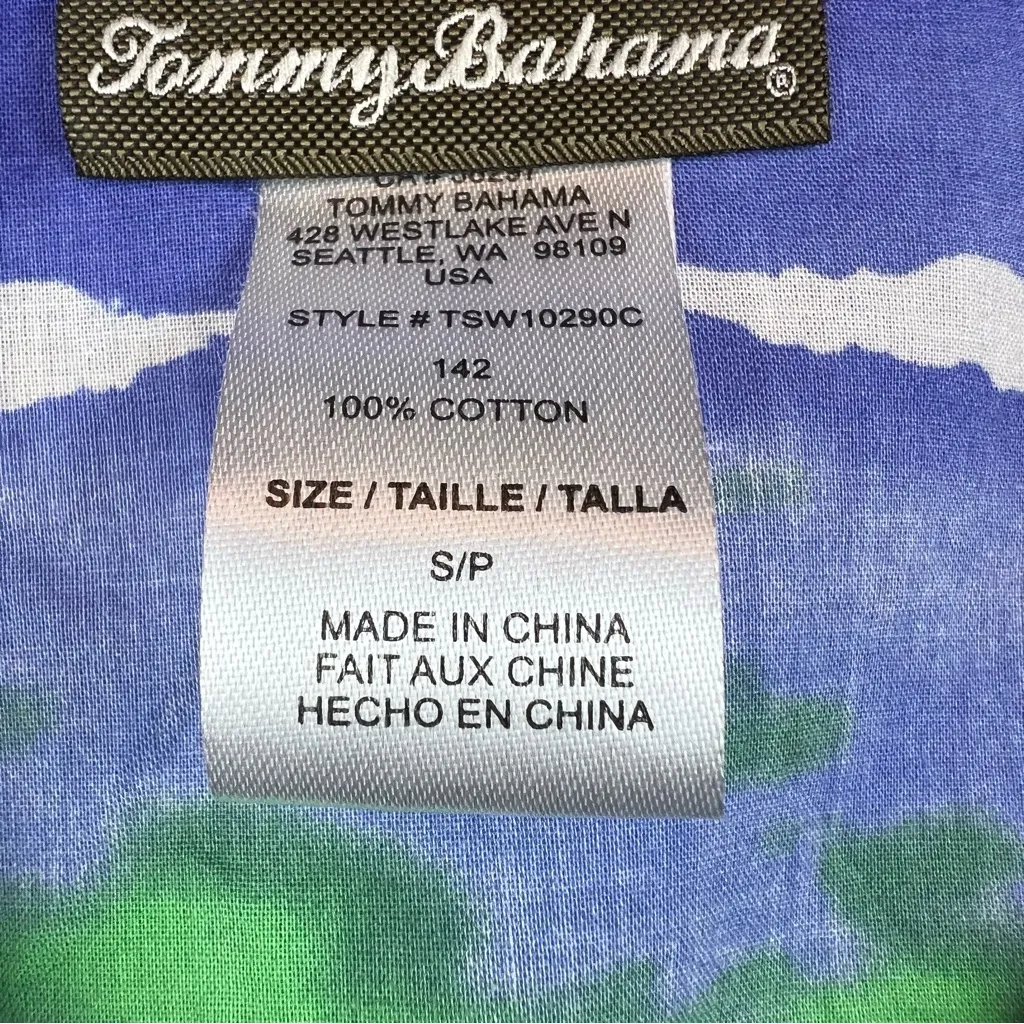 Tommy Bahama®
TOMMY BAHAMA
428 WESTLAKE AVE N
SEATTLE, WA 98109
USA
STYLE # TSW10290C
142
100% COTTON
SIZE / TAILLE / TALLA
S/P
MADE IN CHINA
FAIT AUX CHINE
HECHO EN CHINA